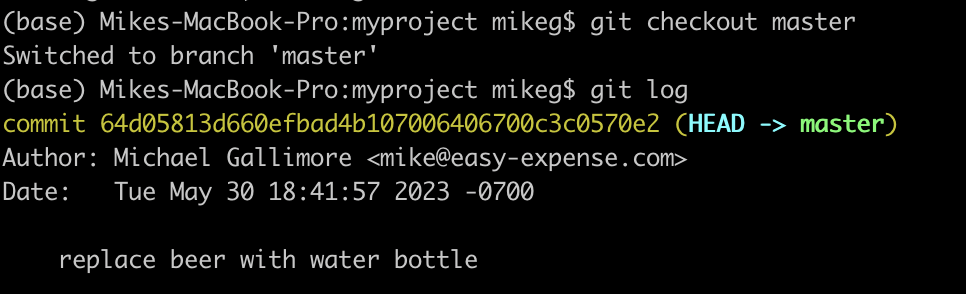 (base) Mikes-MacBook-Pro:myproject mikeg$ git checkout master
Switched to branch 'master'
(base) Mikes-MacBook-Pro:myproject mikeg$ git log
commit 64d05813d660efbad4b107006406700c3c0570e2 (HEAD -> master)
Author: Michael Gallimore <mike@easy-expense.com>
Date:   Tue May 30 18:41:57 2023 -0700
    replace beer with water bottle